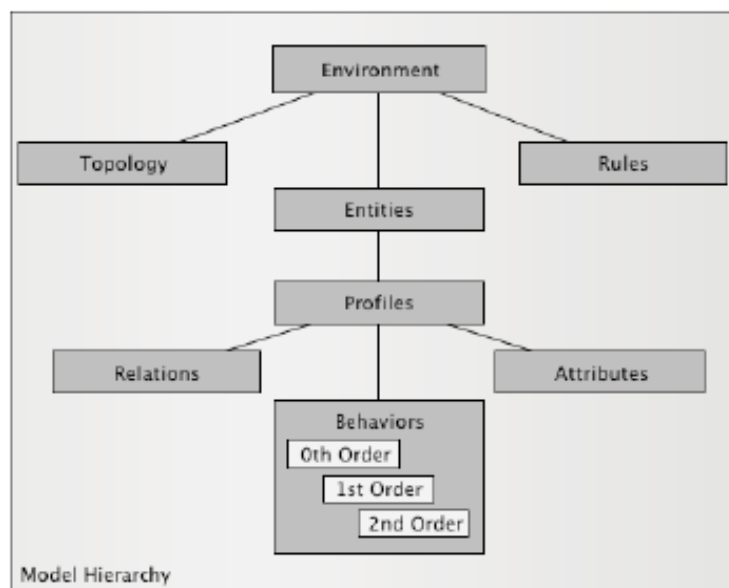 Environment
Topology
Rules
Entities
Profiles
Relations
Attributes
Behaviors
0th Order
1st Order
2nd Order
Model Hierarchy